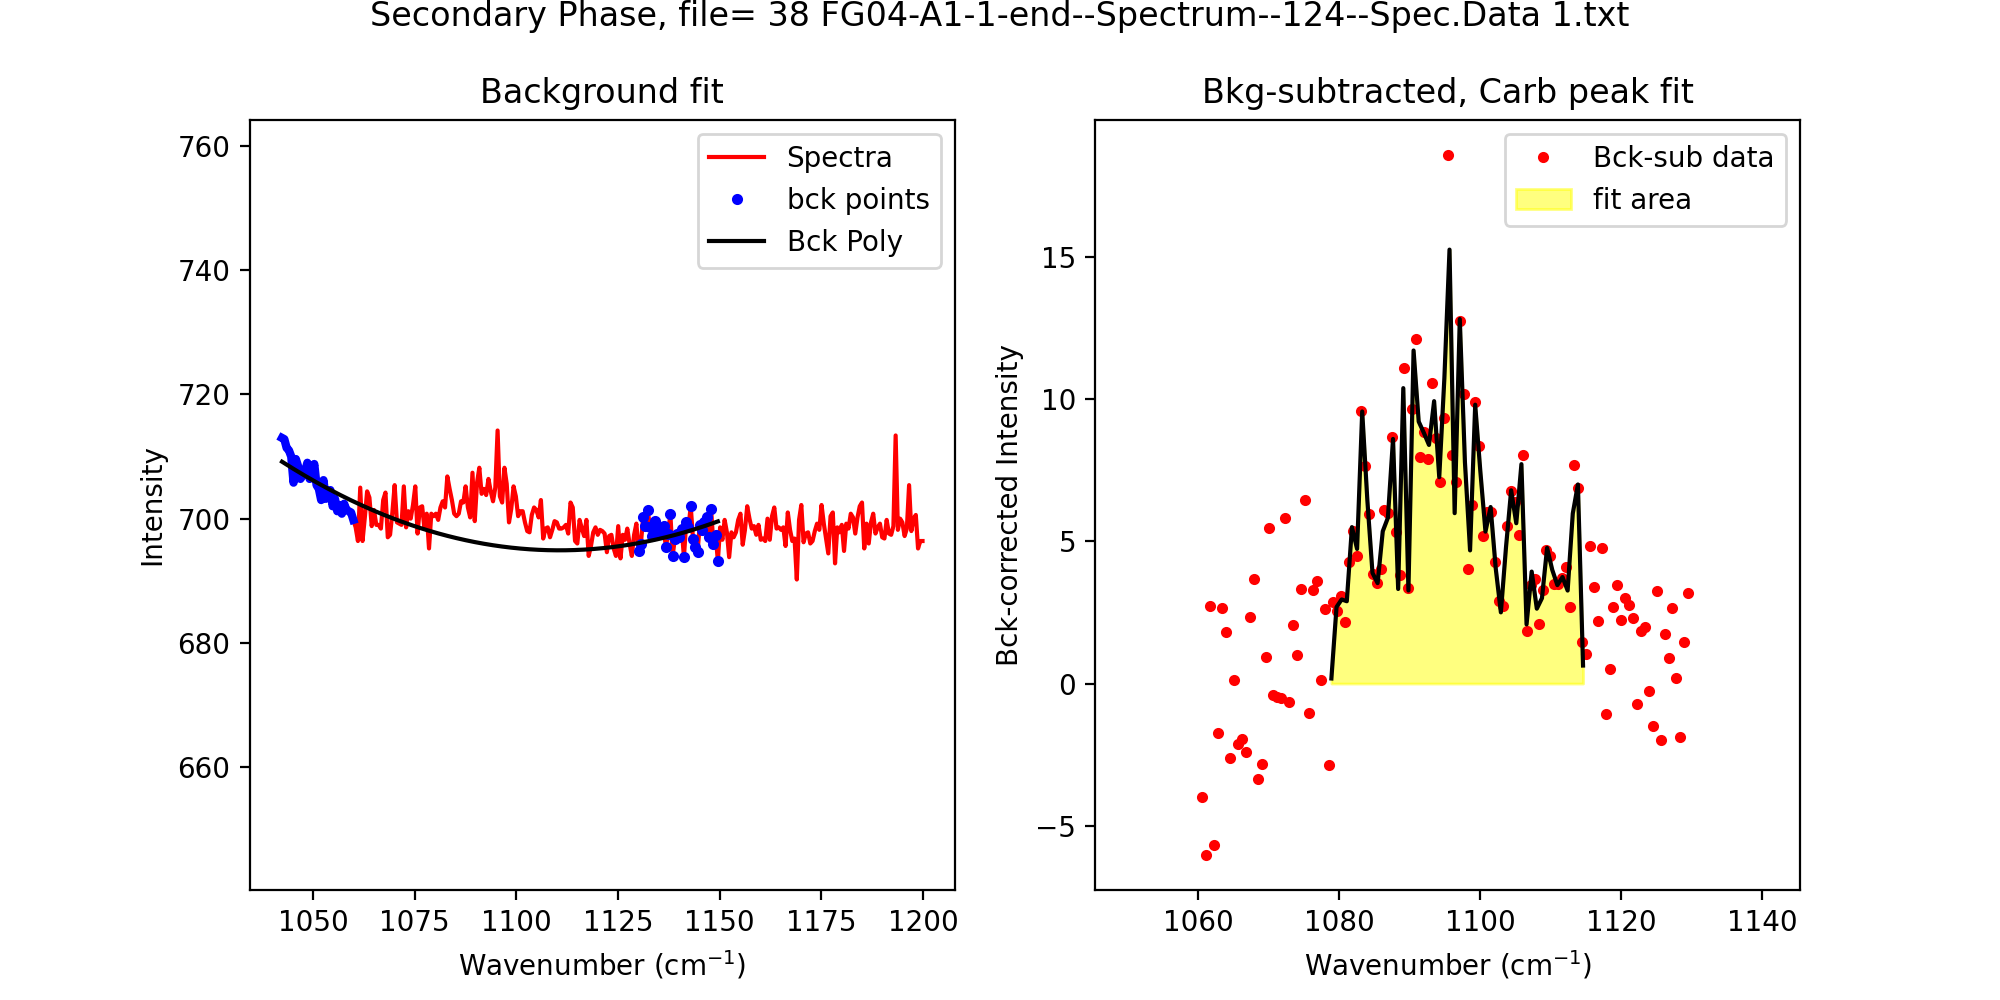 Secondary Phase, file= 38 FG04-A1-1-end--Spectrum--124--Spec.Data 1.txt
Background fit
760
740
720
700
680
660
Intensity
Spectra
bck points
Bck Poly
1050 1075 1100 1125 1150 1175 1200
Wavenumber (cm⁻¹)
Bkg-subtracted, Carb peak fit
15
10
5
0
−5
Bck-corrected Intensity
Bck-sub data
fit area
1060 1080 1100 1120 1140
Wavenumber (cm⁻¹)